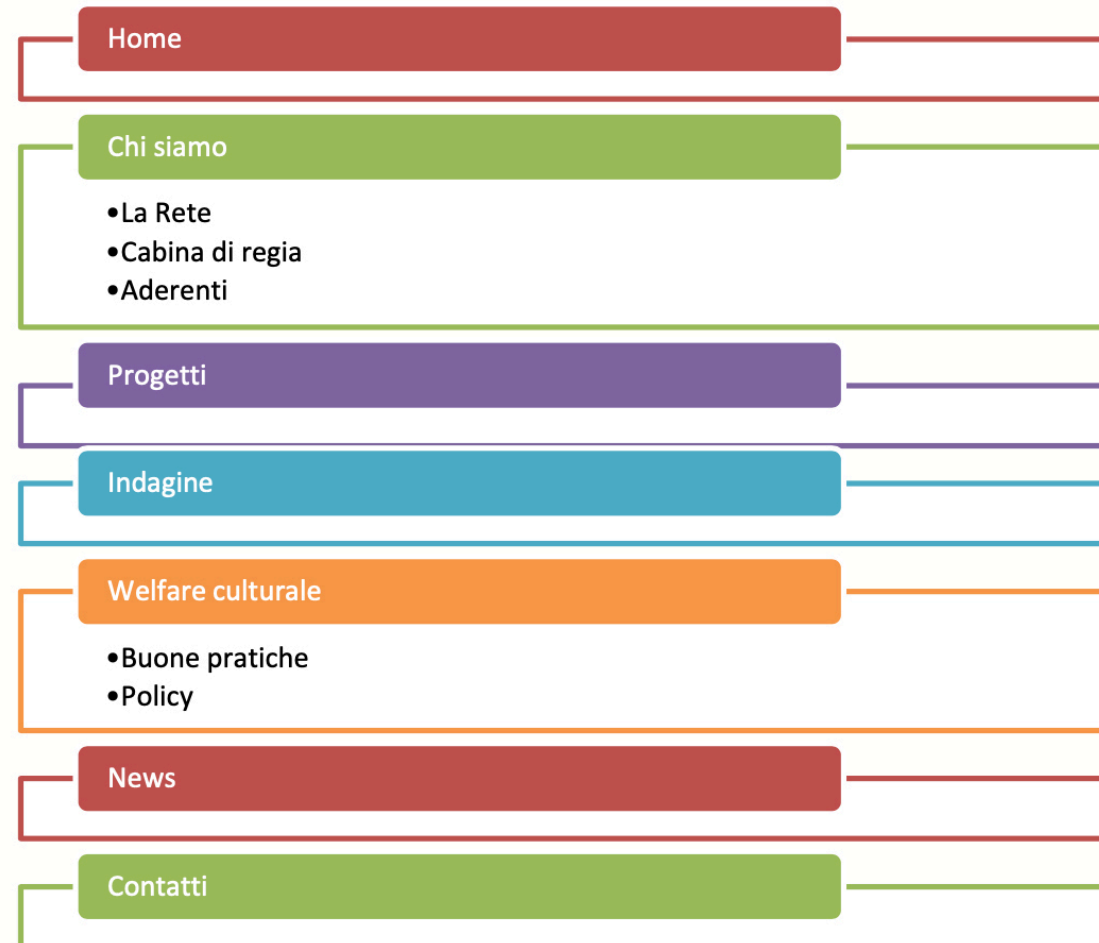 Home
Chi siamo
•La Rete
•Cabina di regia
•Aderenti
Progetti
Indagine
Welfare culturale
•Buone pratiche
•Policy
News
Contatti